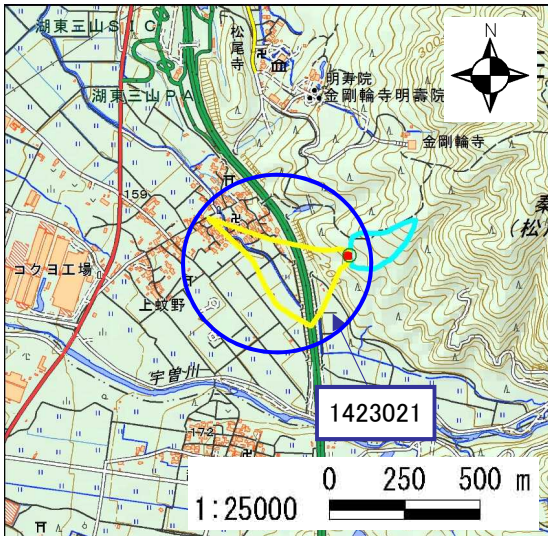 湖東三山SIC
松尾寺
N
湖東三山PA
明寿院
金剛輪寺明壽院
金剛輪寺
159
(松)
コクヨ工場
上蚊野
宇曽川
1423021
172
0 250 500 m
1:25000